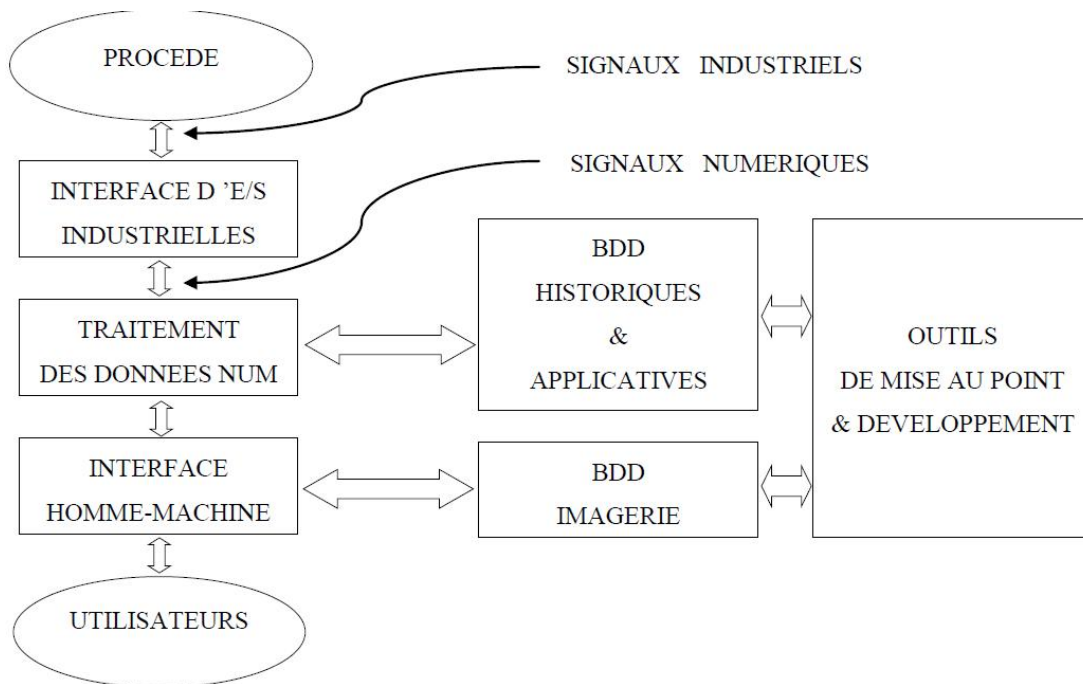 PROCEDE
SIGNAUX INDUSTRIELS
SIGNAUX NUMERIQUES
INTERFACE D ’E/S
INDUSTRIELLES
TRAITEMENT
DES DONNEES NUM
BDD
HISTORIQUES
&
APPLICATIVES
OUTILS
DE MISE AU POINT
& DEVELOPPEMENT
INTERFACE
HOMME-MACHINE
BDD
IMAGERIE
UTILISATEURS